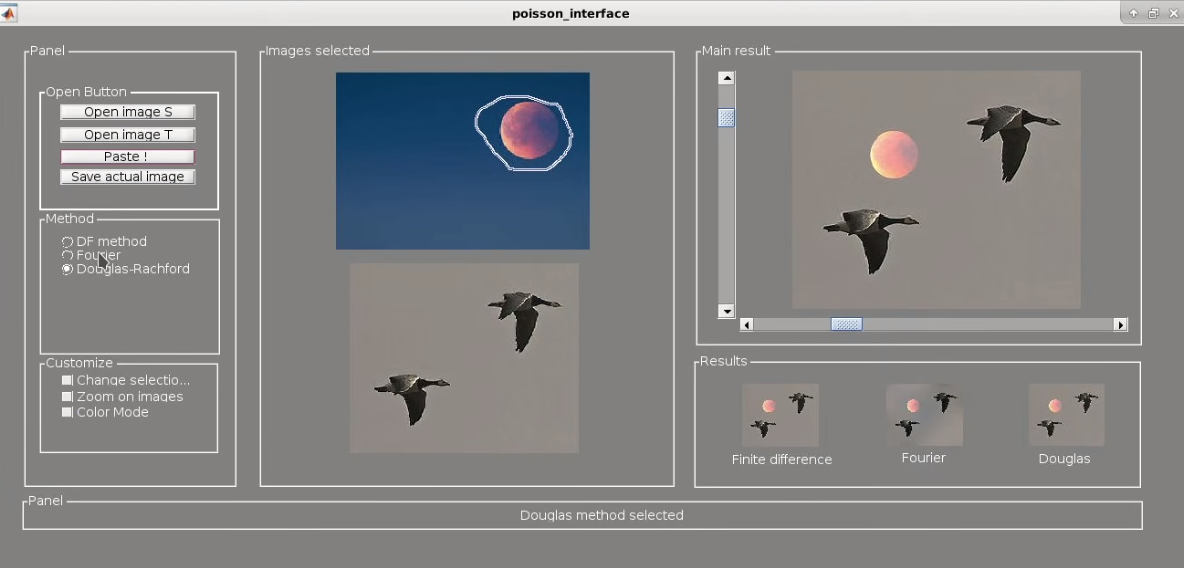 poisson_interface
Panel
Open Button
Open image S
Open image T
Paste !
Save actual image
Method
DF method
Fourier
Douglas-Rachford
Customize
Change selectio...
Zoom on images
Color Mode
Images selected
Main result
Results
Finite difference
Fourier
Douglas
Panel
Douglas method selected